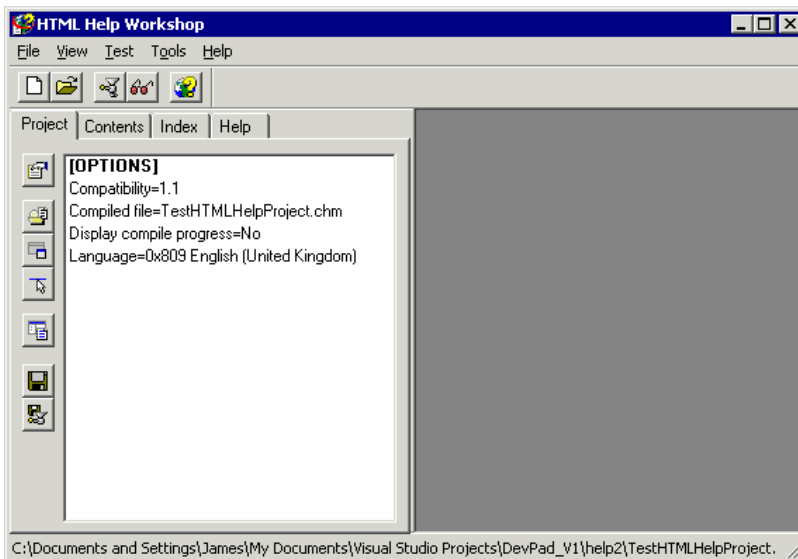 HTML Help Workshop
File View Test Tools Help
Project Contents Index Help
[OPTIONS]
Compatibility=1.1
Compiled file=TestHTMLHelpProject.chm
Display compile progress=No
Language=0x809 English (United Kingdom)
C:\Documents and Settings\James\My Documents\Visual Studio Projects\DevPad_V1\help2\TestHTMLHelpProject.